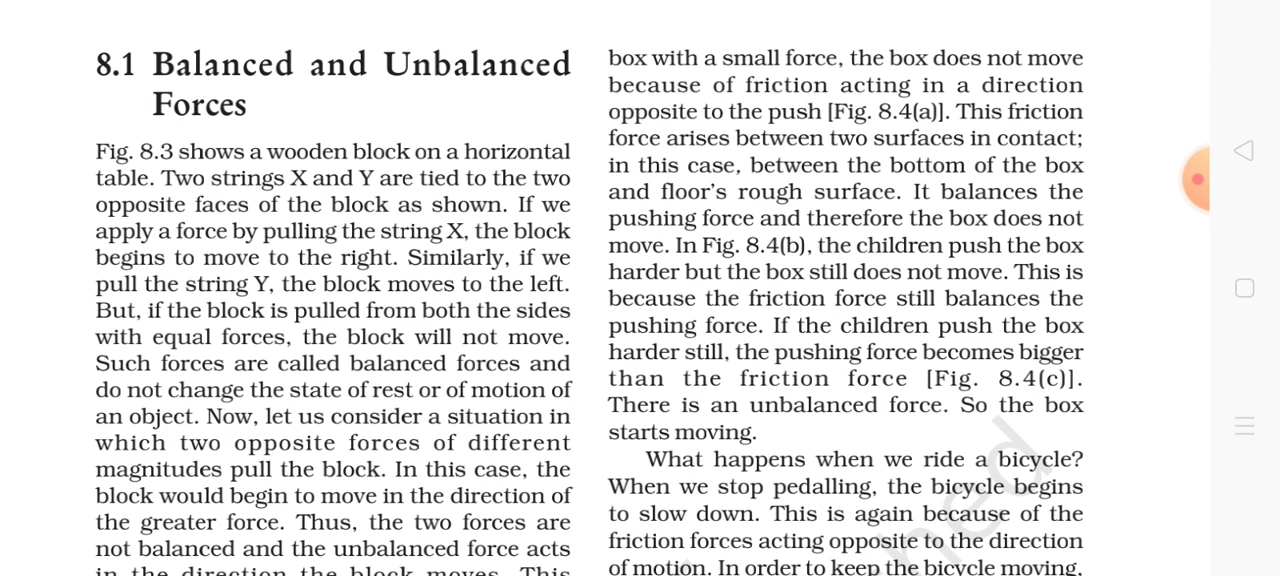 8.1 Balanced and Unbalanced
Forces
Fig. 8.3 shows a wooden block on a horizontal
table. Two strings X and Y are tied to the two
opposite faces of the block as shown. If we
apply a force by pulling the string X, the block
begins to move to the right. Similarly, if we
pull the string Y, the block moves to the left.
But, if the block is pulled from both the sides
with equal forces, the block will not move.
Such forces are called balanced forces and
do not change the state of rest or of motion of
an object. Now, let us consider a situation in
which two opposite forces of different
magnitudes pull the block. In this case, the
block would begin to move in the direction of
the greater force. Thus, the two forces are
not balanced and the unbalanced force acts
in the direction the block moves. This
box with a small force, the box does not move
because of friction acting in a direction
opposite to the push [Fig. 8.4(a)]. This friction
force arises between two surfaces in contact;
in this case, between the bottom of the box
and floor's rough surface. It balances the
pushing force and therefore the box does not
move. In Fig. 8.4(b), the children push the box
harder but the box still does not move. This is
because the friction force still balances the
pushing force. If the children push the box
harder still, the pushing force becomes bigger
than the friction force [Fig. 8.4(c)].
There is an unbalanced force. So the box
starts moving.
What happens when we ride a bicycle?
When we stop pedalling, the bicycle begins
to slow down. This is again because of the
friction forces acting opposite to the direction
of motion. In order to keep the bicycle moving,